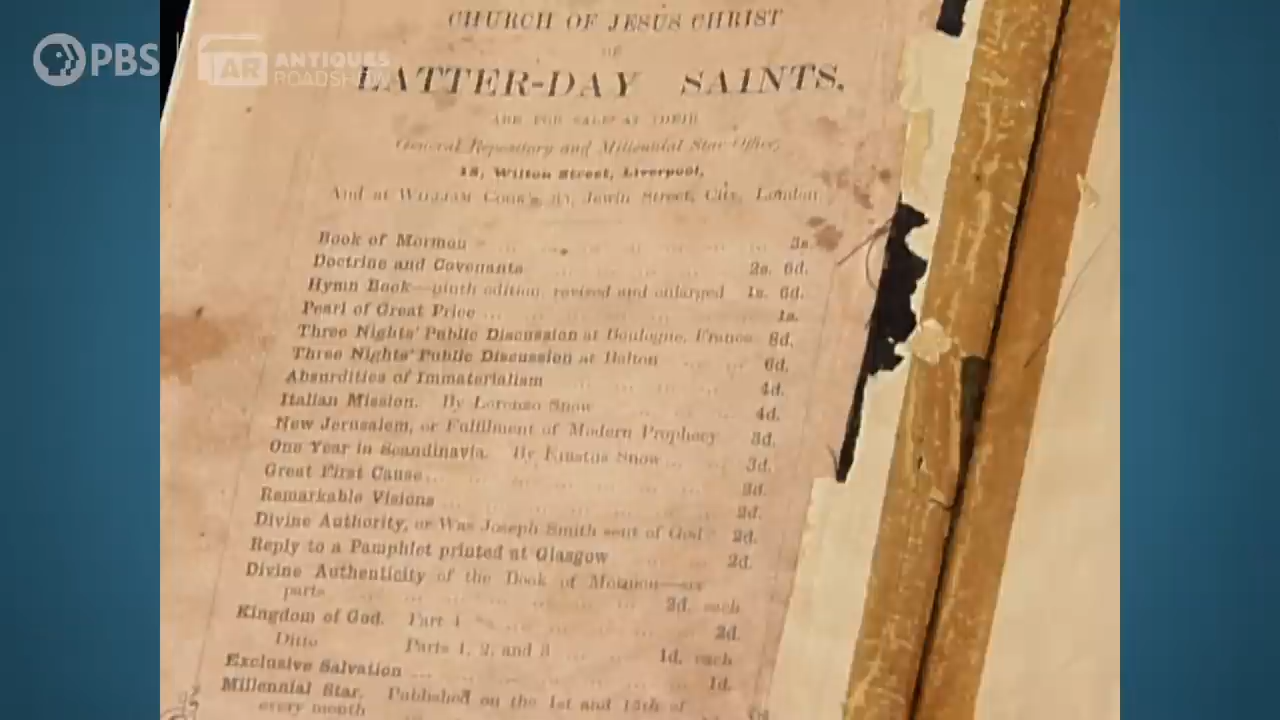 PBS
AR ANTIQUES
ROADSHOW
CHURCH OF JESUS CHRIST
OF
LATTER-DAY SAINTS,
ARE FOR SALE AT THEIR
General Repository and Millennial Star Office,
15, Wilton Street, Liverpool,
And at WILLIAM COOK'S, Jewin Street, City, London
Book of Mormon ... 3s.
Doctrine and Covenants ... 2s. 6d.
Hymn Book—ninth edition, revised and enlarged 1s. 6d.
Pearl of Great Price ... 1s.
Three Nights' Public Discussion at Boulogne, France 8d.
Three Nights' Public Discussion at Bolton ... 6d.
Absurdities of Immaterialism ... 4d.
Italian Mission. By Lorenzo Snow ... 4d.
New Jerusalem, or Fulfilment of Modern Prophecy 3d.
One Year in Scandinavia. By Erastus Snow ... 3d.
Great First Cause ...
Remarkable Visions ... 2d.
Divine Authority, or Was Joseph Smith sent of God 2d.
Reply to a Pamphlet printed at Glasgow ... 2d.
Divine Authenticity of the Book of Mormon—six
parts ... 2d. each
Kingdom of God. Part 4 ... 2d.
Ditto Parts 1, 2, and 3 ... 1d. each
Exclusive Salvation ... 1d.
Millennial Star. Published on the 1st and 15th of
every month